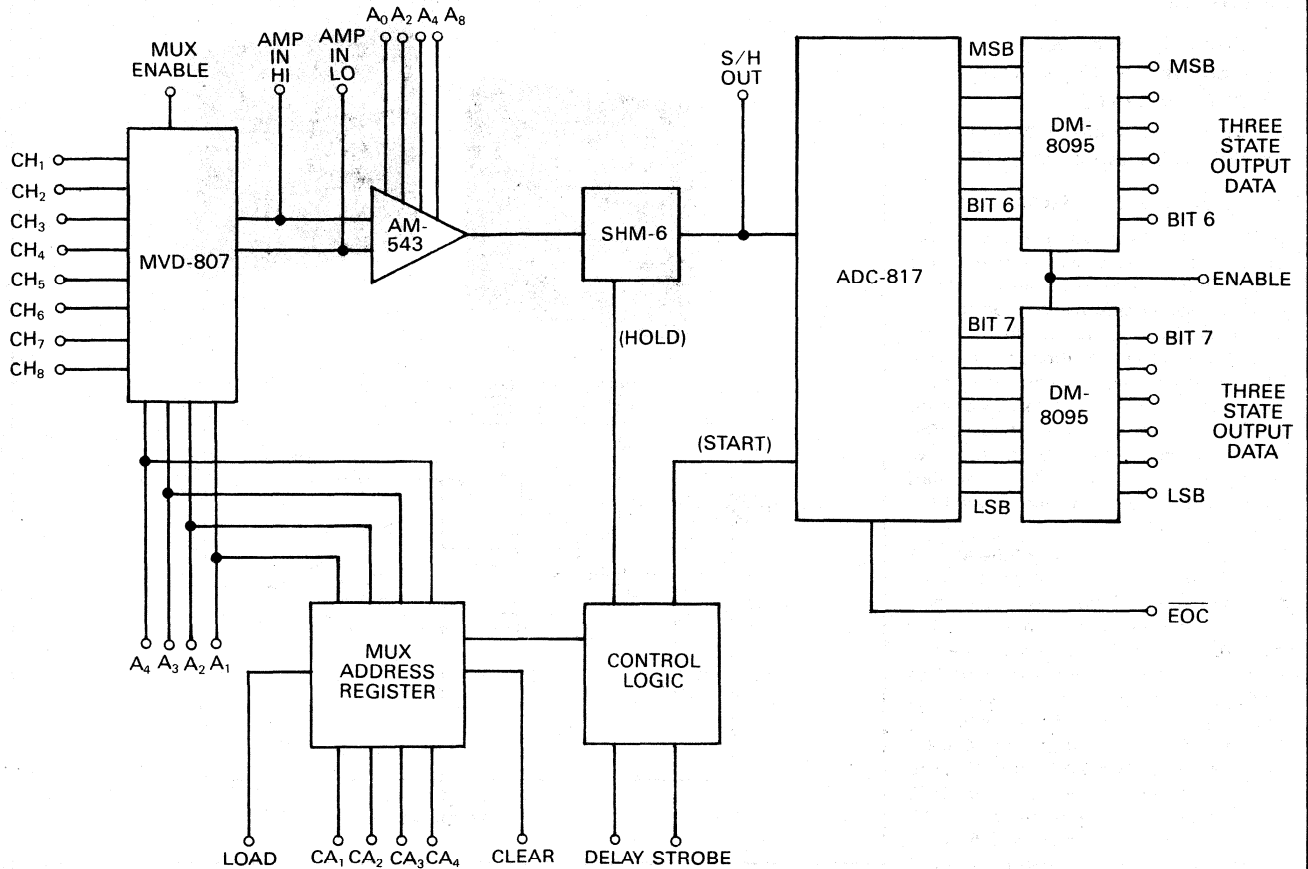 A₀ A₂ A₄ A₈
MUX
ENABLE
AMP
IN
HI
AMP
IN
LO
S/H
OUT
CH₁
CH₂
CH₃
CH₄
CH₅
CH₆
CH₇
CH₈
MVD-807
AM-
543
SHM-6
(HOLD)
(START)
ADC-817
MSB
BIT 6
BIT 7
LSB
DM-
8095
DM-
8095
MSB
THREE
STATE
OUTPUT
DATA
BIT 6
ENABLE
BIT 7
THREE
STATE
OUTPUT
DATA
LSB
E̅O̅C̅
A₄ A₃ A₂ A₁
MUX
ADDRESS
REGISTER
CONTROL
LOGIC
LOAD
CA₁ CA₂ CA₃ CA₄
CLEAR
DELAY STROBE